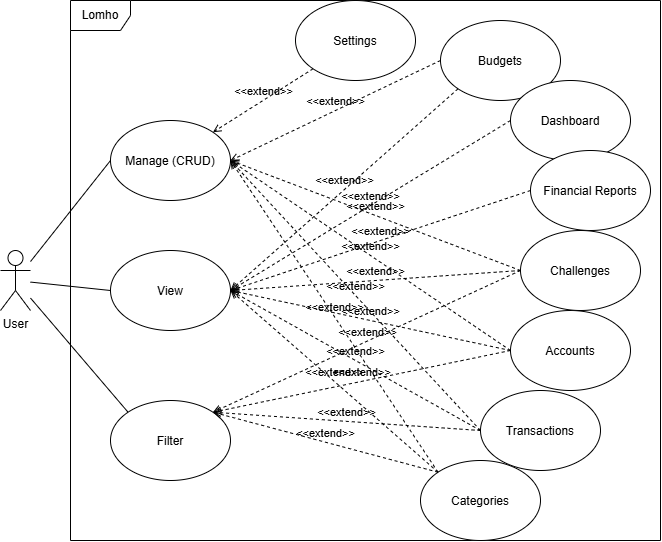 Lomho
Settings
Budgets
<<extend>>
<<extend>>
Dashboard
Manage (CRUD)
<<extend>>
Financial Reports
<<extend>>
<<extend>>
<<extend>>
<<extend>>
Challenges
<<extend>>
View
<<extend>>
<<extend>>
<<extend>>
User
<<extend>>
Accounts
<<extend>>
<<extend>>
<<extend>>
<<extend>>
Transactions
<<extend>>
Filter
Categories